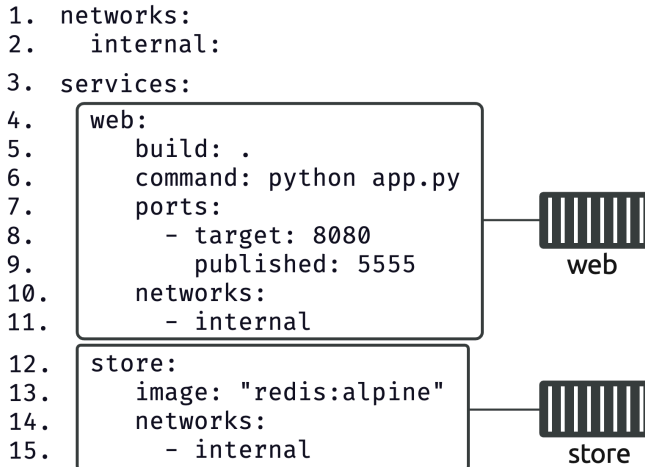 1. networks:
2. internal:
3. services:
4. web:
5. build: .
6. command: python app.py
7. ports:
8. - target: 8080
9. published: 5555
10. networks:
11. - internal
web
12. store:
13. image: "redis:alpine"
14. networks:
15. - internal
store